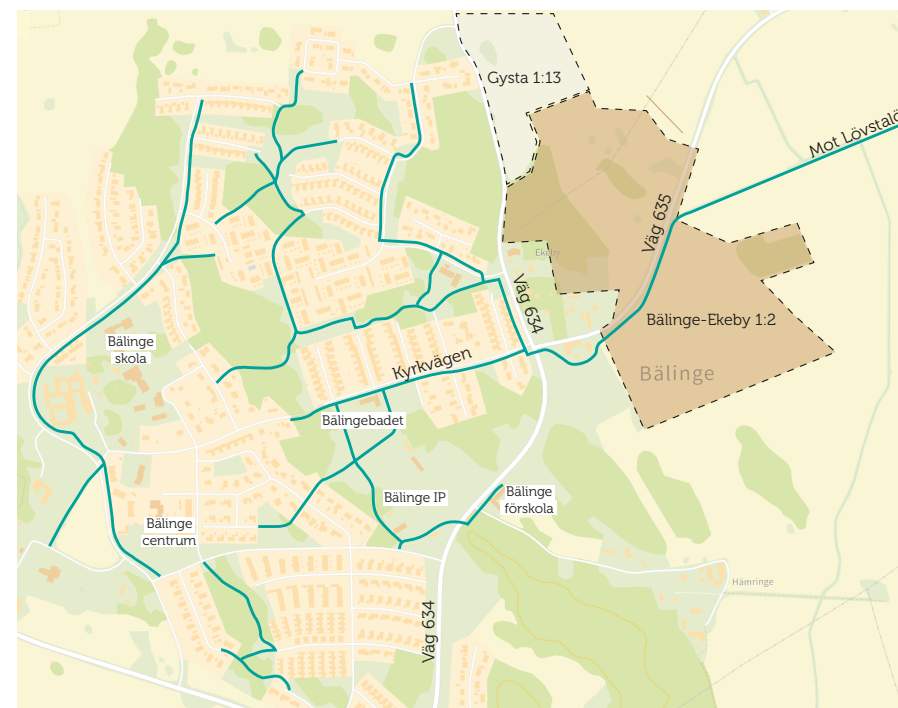 Gysta 1:13
Mot Lövstalö
Väg 635
Ekeby
Väg 634
Bälinge-Ekeby 1:2
Bälinge
skola
Kyrkvägen
Bälinge
Bälingebadet
Bälinge IP
Bälinge
förskola
Bälinge
centrum
Hämringe
Väg 634